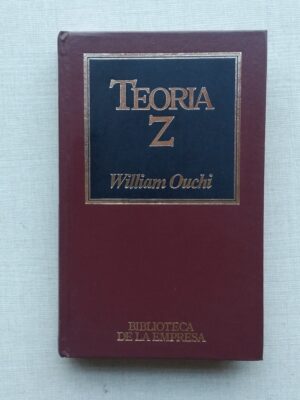 TEORIA
Z
William Ouchi
BIBLIOTECA
DE LA EMPRESA